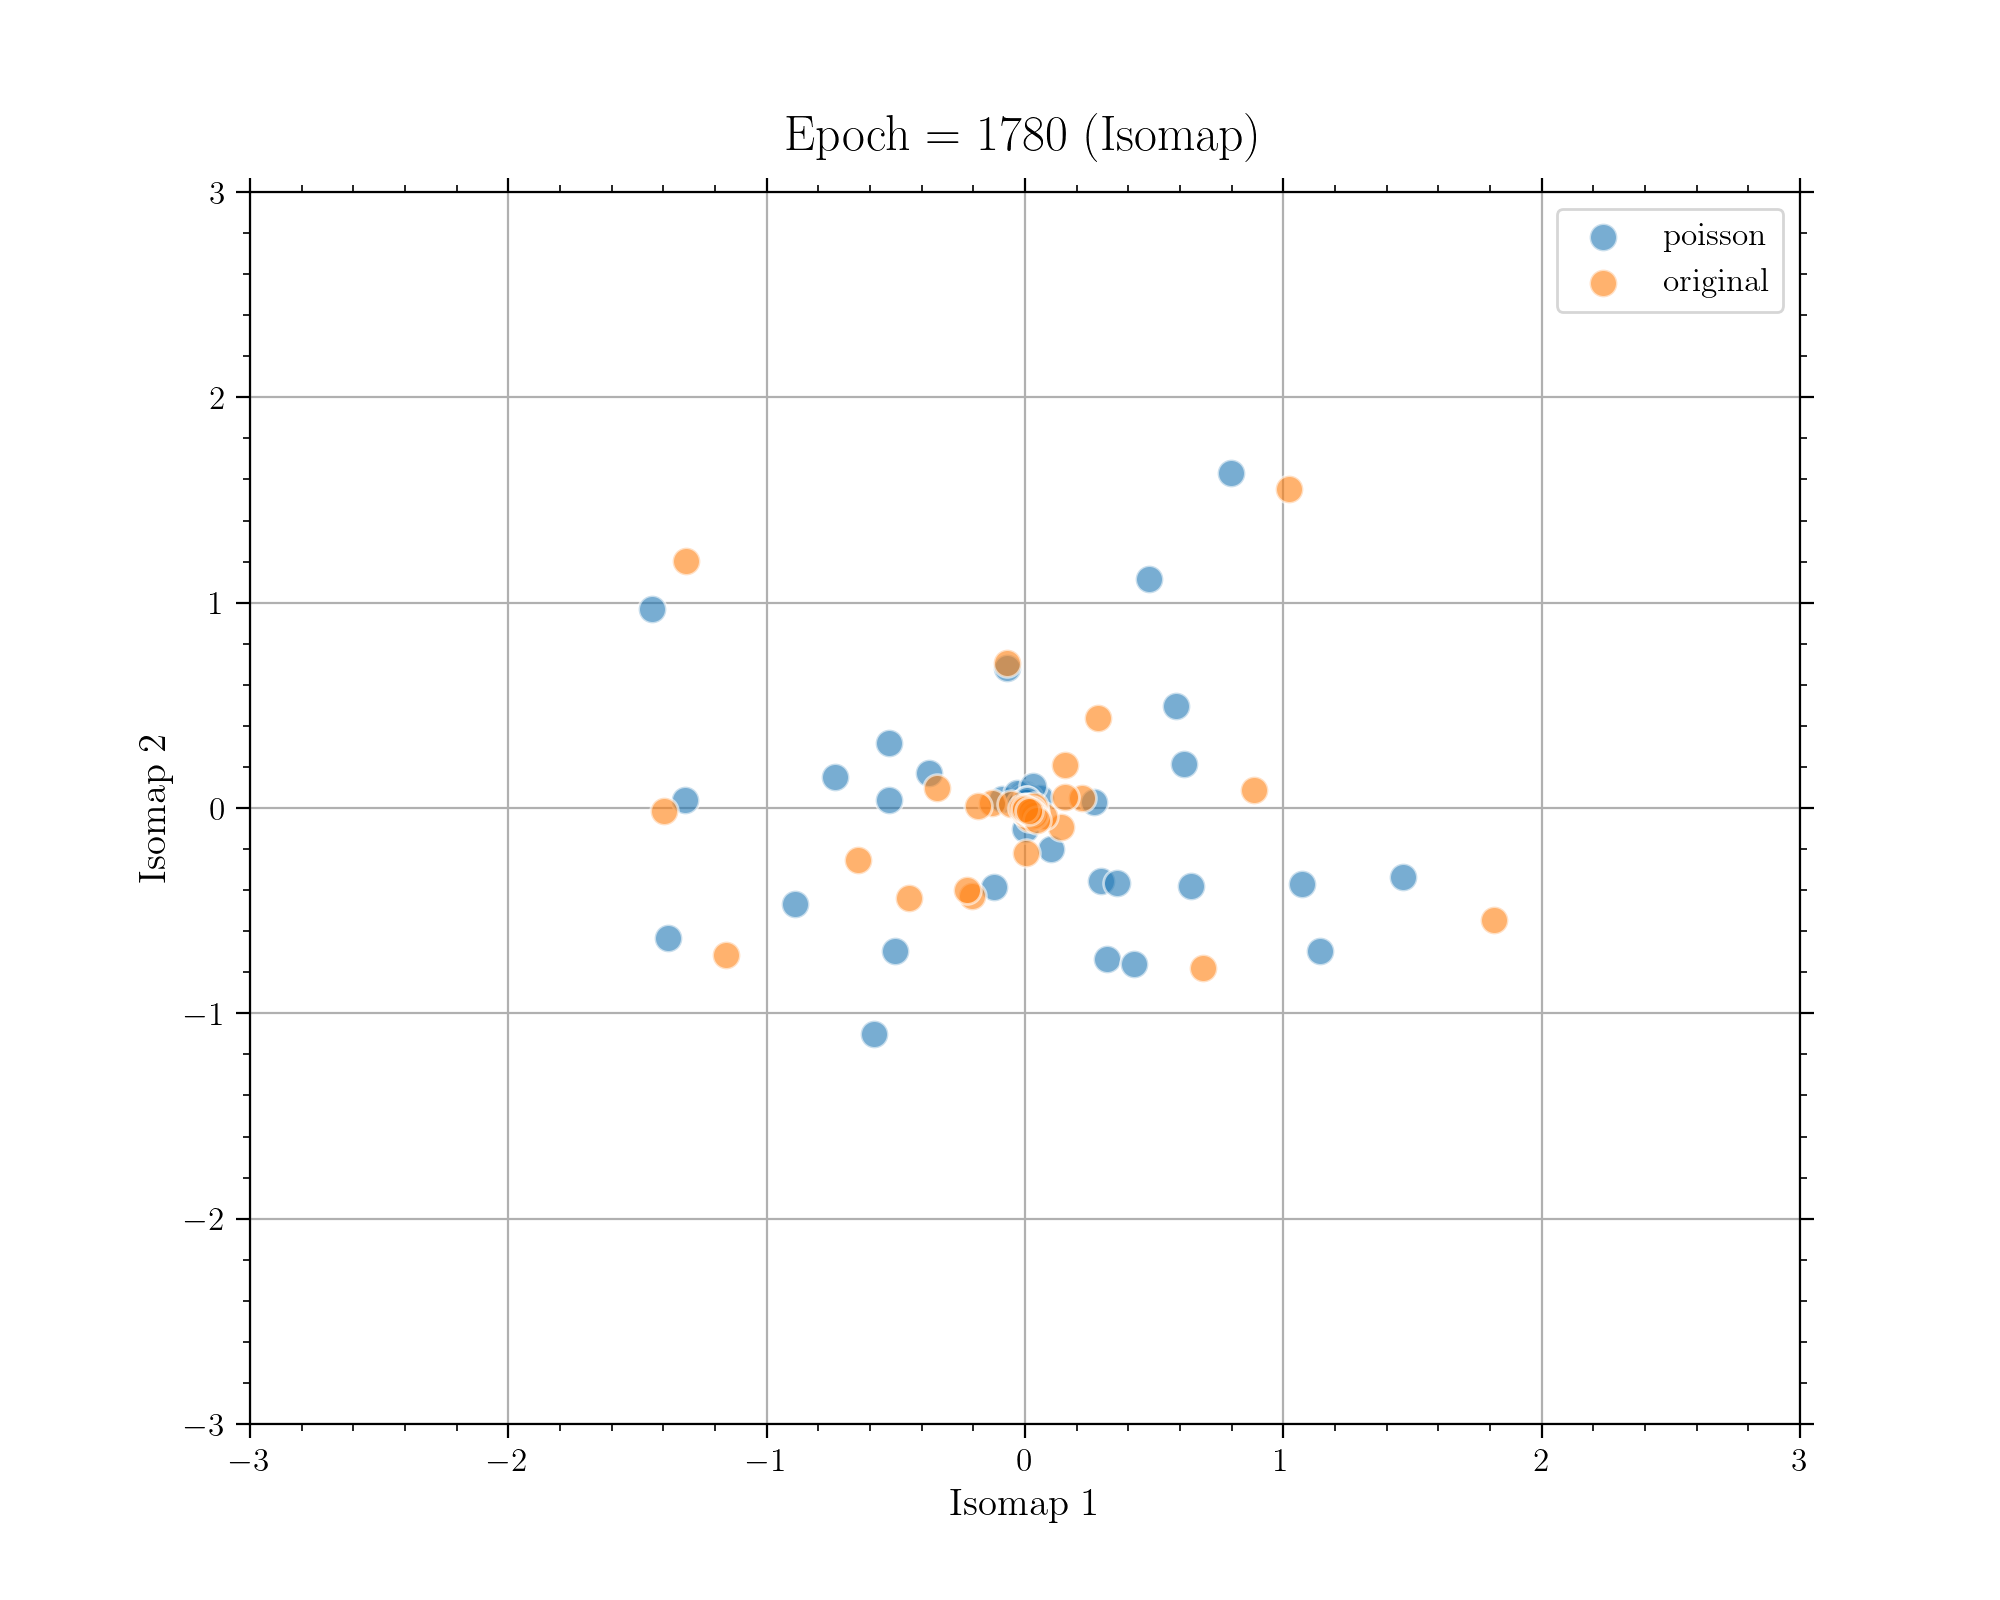 Epoch = 1780 (Isomap)
poisson
original
3
2
1
0
−1
−2
−3
Isomap 2
−3
−2
−1
0
1
2
3
Isomap 1